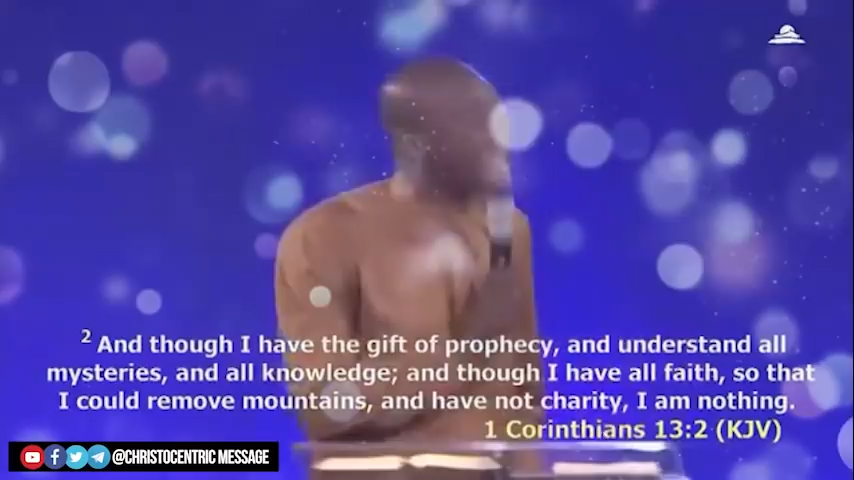 2 And though I have the gift of prophecy, and understand all
mysteries, and all knowledge; and though I have all faith, so that
I could remove mountains, and have not charity, I am nothing.
1 Corinthians 13:2 (KJV)
@CHRISTOCENTRIC MESSAGE